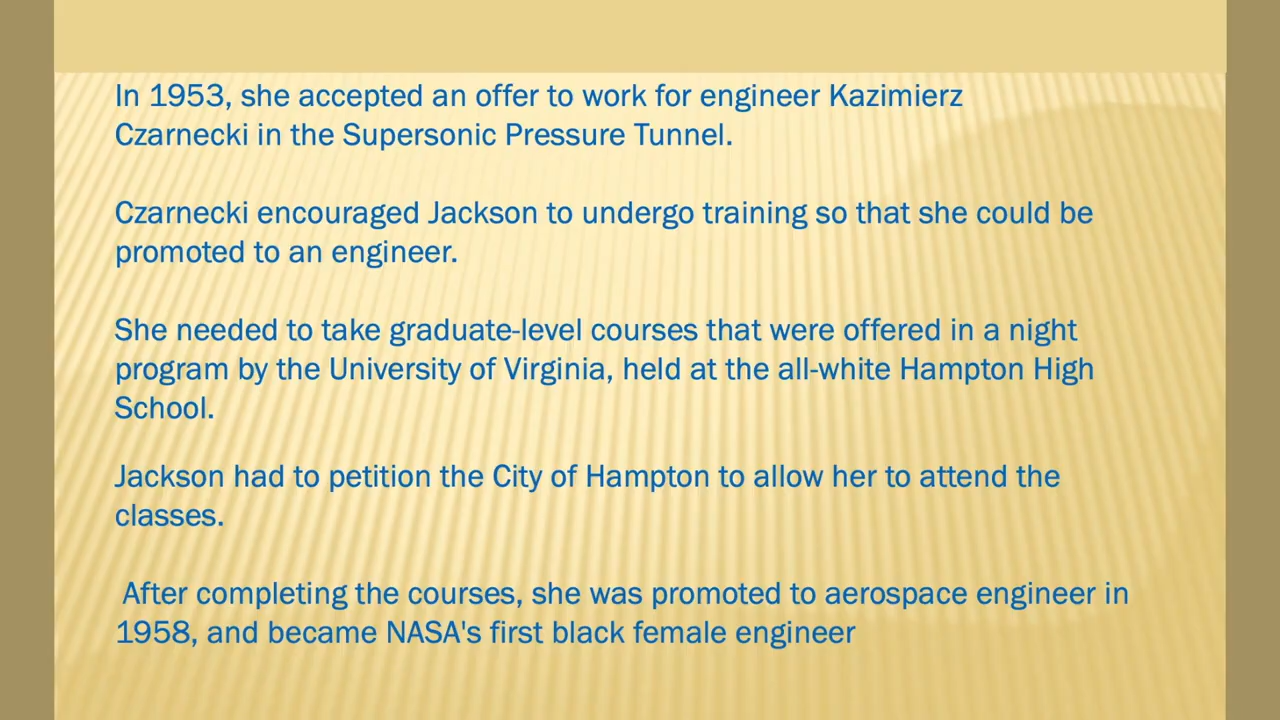 In 1953, she accepted an offer to work for engineer Kazimierz
Czarnecki in the Supersonic Pressure Tunnel.
Czarnecki encouraged Jackson to undergo training so that she could be
promoted to an engineer.
She needed to take graduate-level courses that were offered in a night
program by the University of Virginia, held at the all-white Hampton High
School.
Jackson had to petition the City of Hampton to allow her to attend the
classes.
After completing the courses, she was promoted to aerospace engineer in
1958, and became NASA's first black female engineer